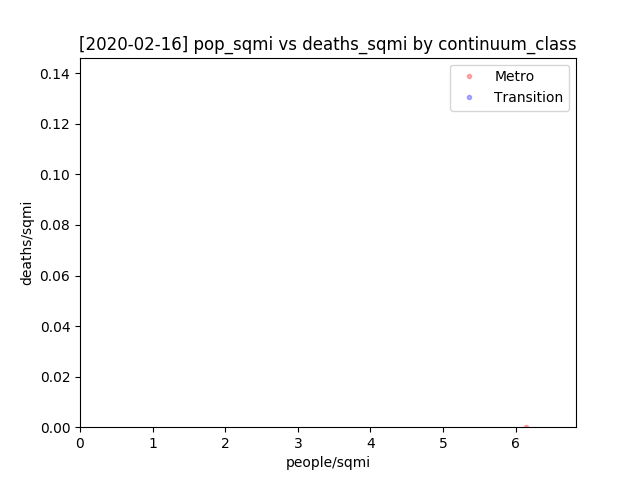 [2020-02-16] pop_sqmi vs deaths_sqmi by continuum_class
Metro
Transition
deaths/sqmi
0.14
0.12
0.10
0.08
0.06
0.04
0.02
0.00
0 1 2 3 4 5 6
people/sqmi